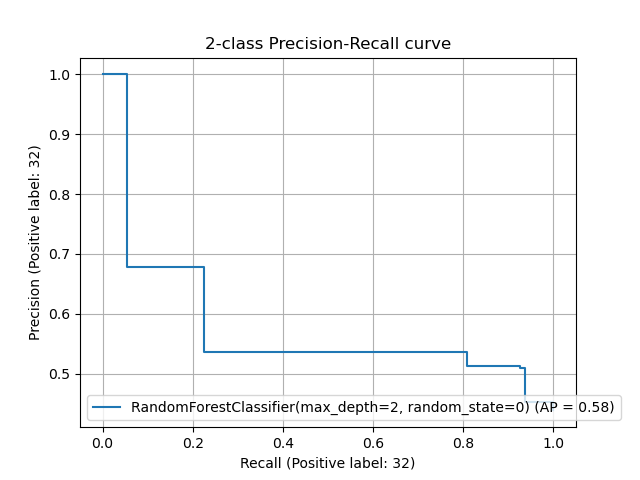 2-class Precision-Recall curve
Precision (Positive label: 32)
1.0
0.9
0.8
0.7
0.6
0.5
RandomForestClassifier(max_depth=2, random_state=0) (AP = 0.58)
0.0 0.2 0.4 0.6 0.8 1.0
Recall (Positive label: 32)